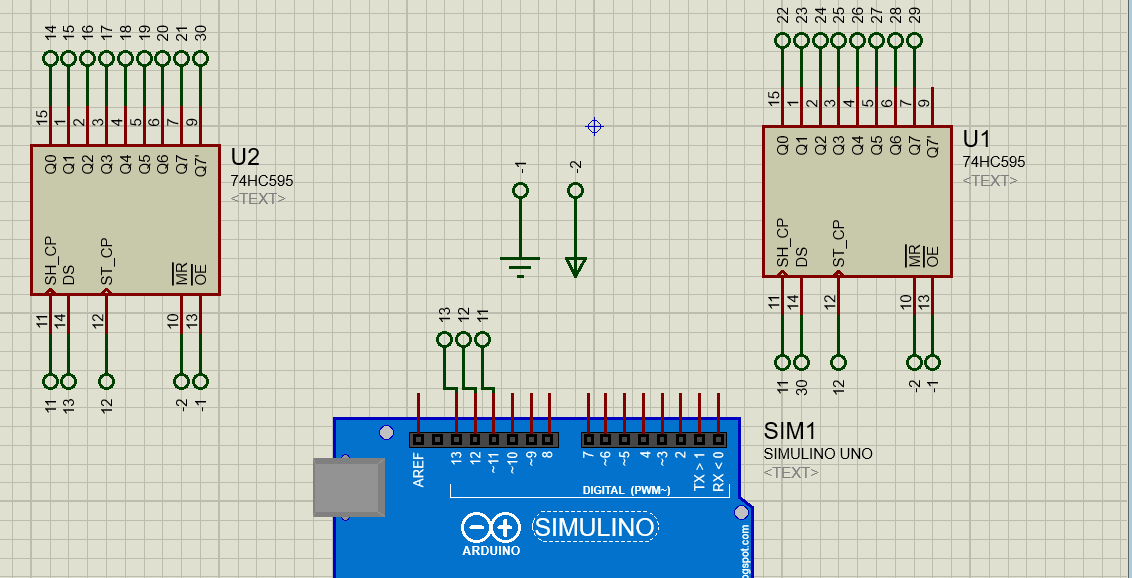 14 15 16 17 18 19 20 21 30
15 1 2 3 4 5 6 7 9
Q0 Q1 Q2 Q3 Q4 Q5 Q6 Q7 Q7'
U2
74HC595
<TEXT>
SH_CP DS ST_CP MR OE
11 14 12 10 13
11 13 12 -2 -1
-1 -2
22 23 24 25 26 27 28 29
15 1 2 3 4 5 6 7 9
Q0 Q1 Q2 Q3 Q4 Q5 Q6 Q7 Q7'
U1
74HC595
<TEXT>
SH_CP DS ST_CP MR OE
11 14 12 10 13
11 30 12 -2 -1
13 12 11
SIM1
SIMULINO UNO
<TEXT>
AREF 13 12 ~11 ~10 ~9 8 7 ~6 ~5 4 ~3 2 TX > 1 RX < 0
DIGITAL (PWM~)
SIMULINO
ARDUINO
ogspot.com